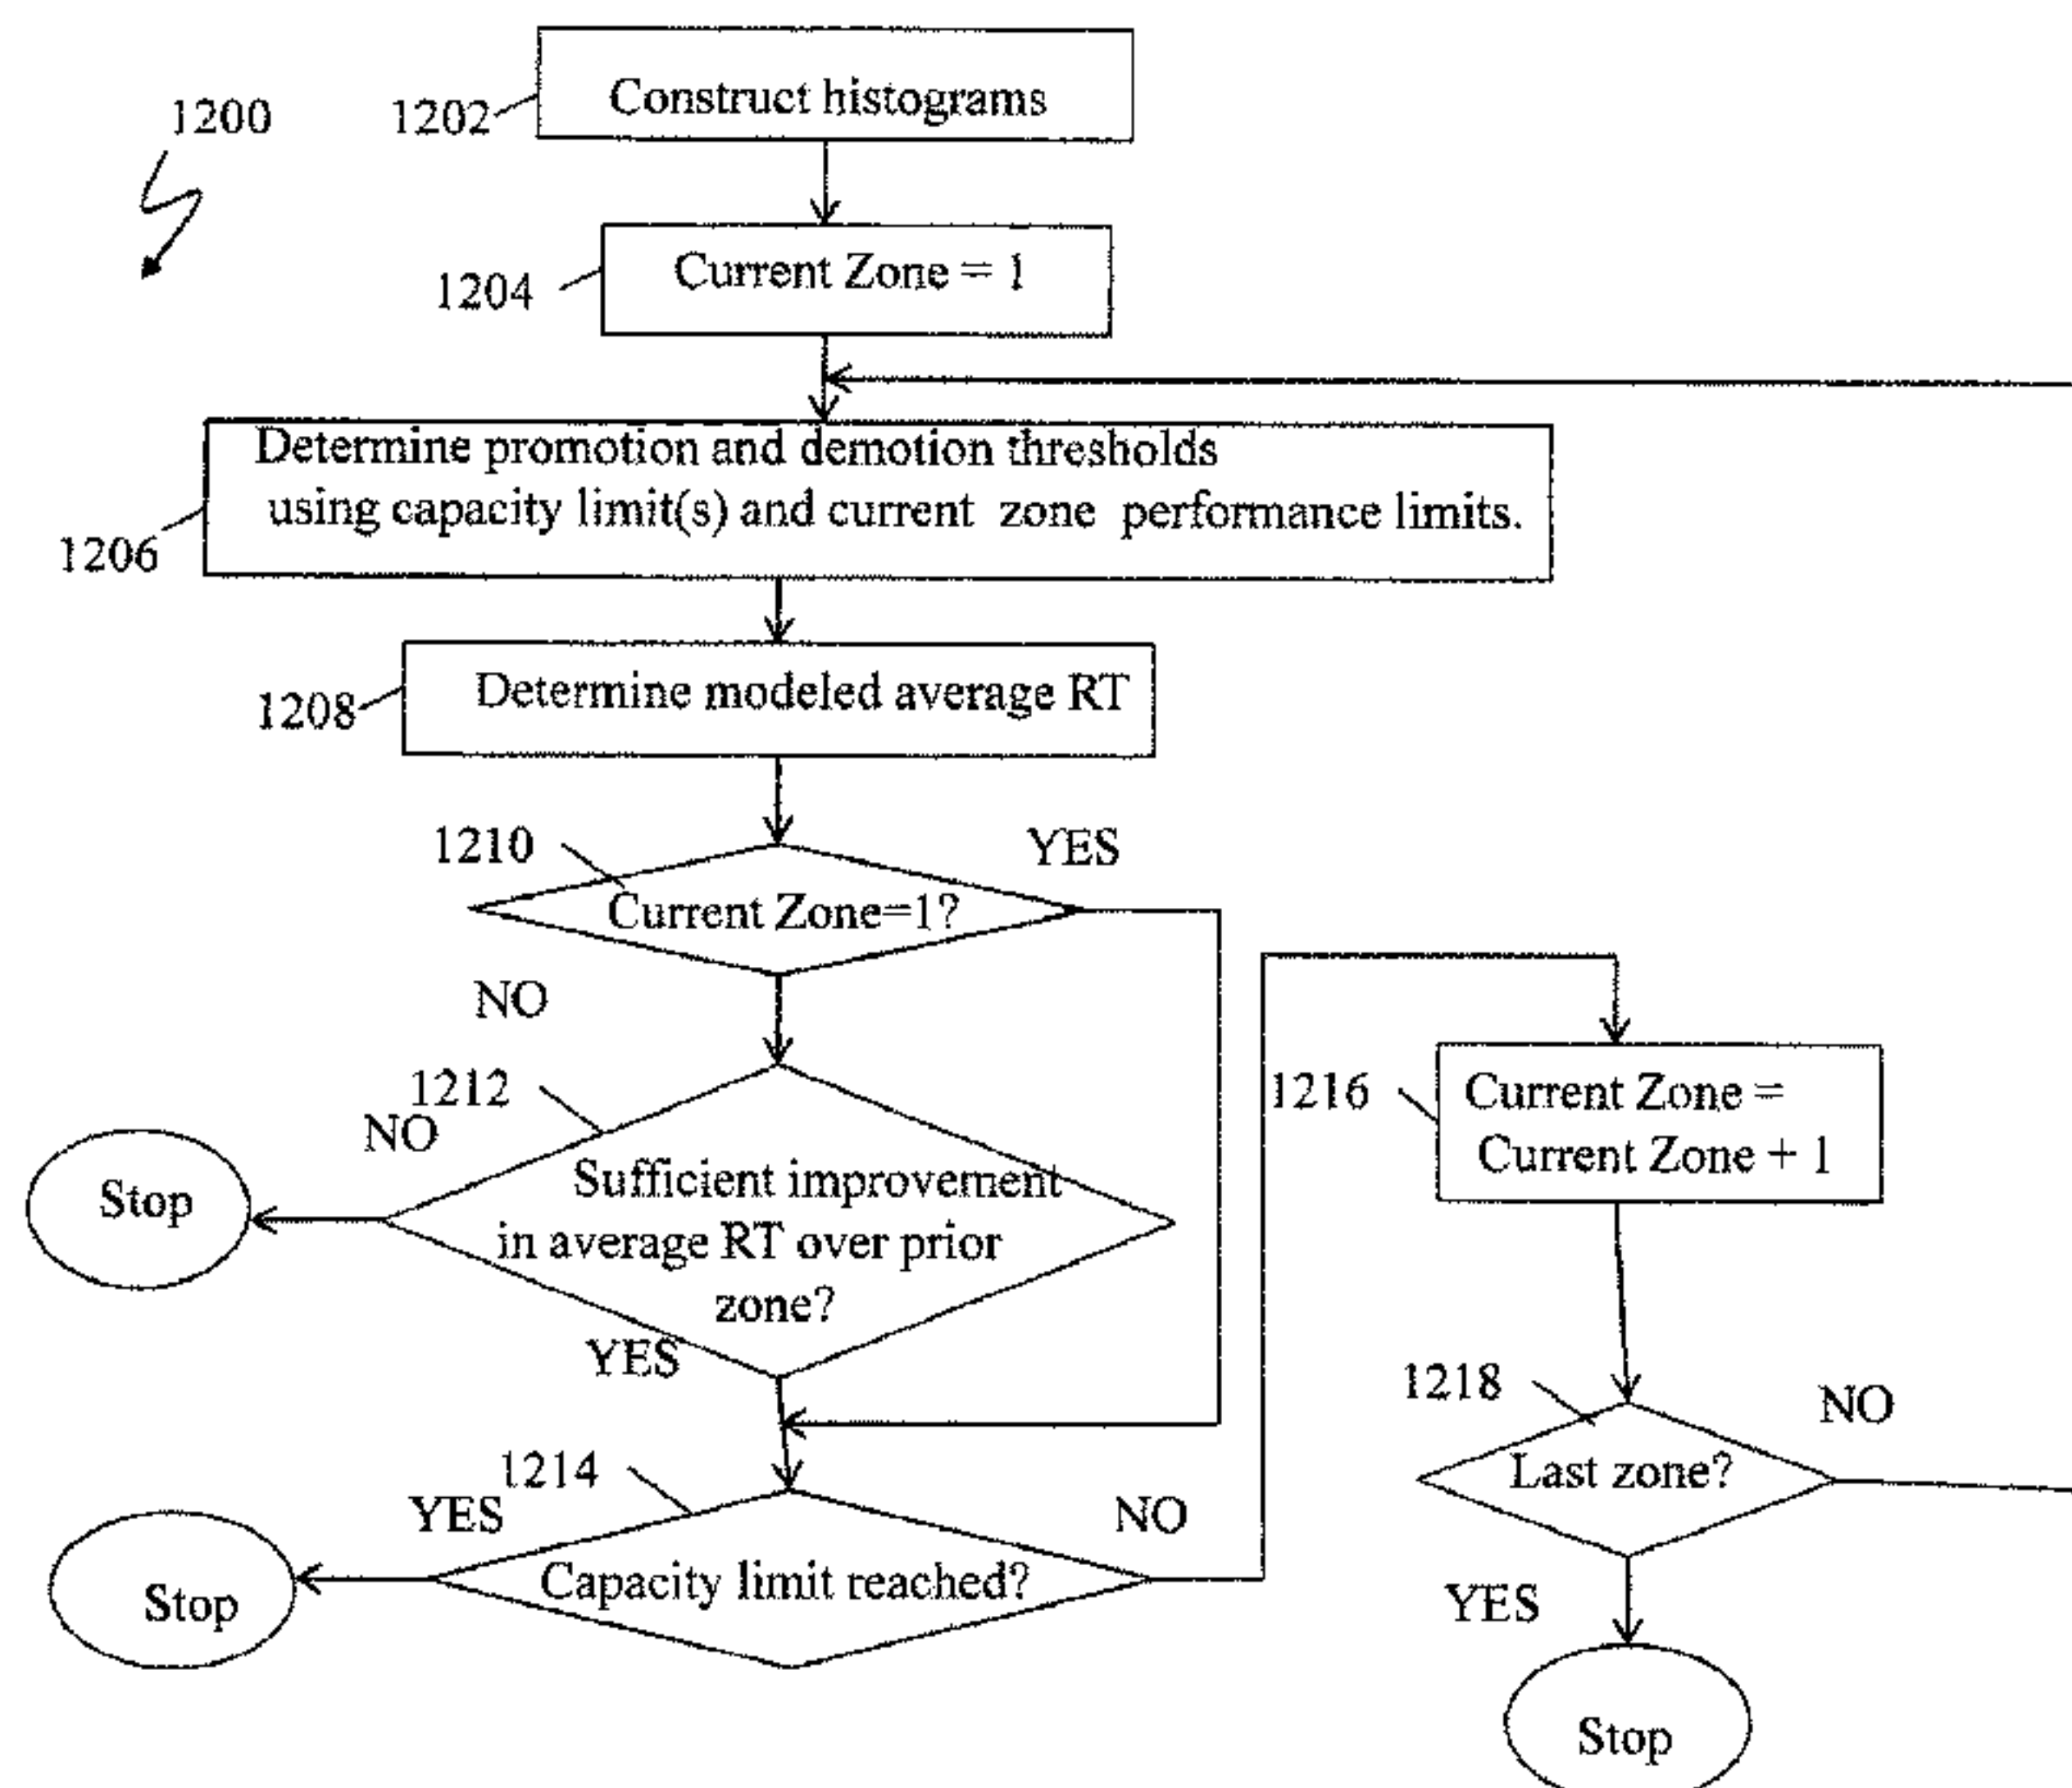 1200
1202
Construct histograms
1204
Current Zone = 1
Determine promotion and demotion thresholds
using capacity limit(s) and current zone performance limits.
1206
1208
Determine modeled average RT
1210
YES
Current Zone=1?
NO
1212
NO
Sufficient improvement
in average RT over prior
zone?
Stop
YES
1214
YES
NO
Capacity limit reached?
Stop
1216
Current Zone =
Current Zone + 1
1218
NO
Last zone?
YES
Stop